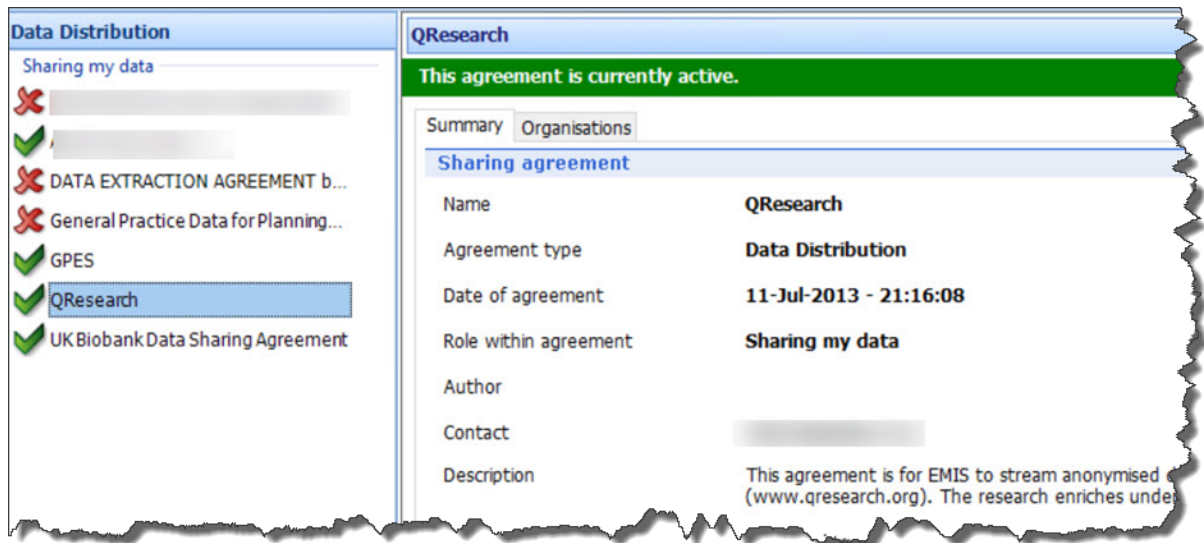 Data Distribution
Sharing my data
DATA EXTRACTION AGREEMENT b...
General Practice Data for Planning...
GPES
QResearch
UK Biobank Data Sharing Agreement
QResearch
This agreement is currently active.
Summary Organisations
Sharing agreement
Name QResearch
Agreement type Data Distribution
Date of agreement 11-Jul-2013 - 21:16:08
Role within agreement Sharing my data
Author
Contact
Description This agreement is for EMIS to stream anonymised
(www.qresearch.org). The research enriches under